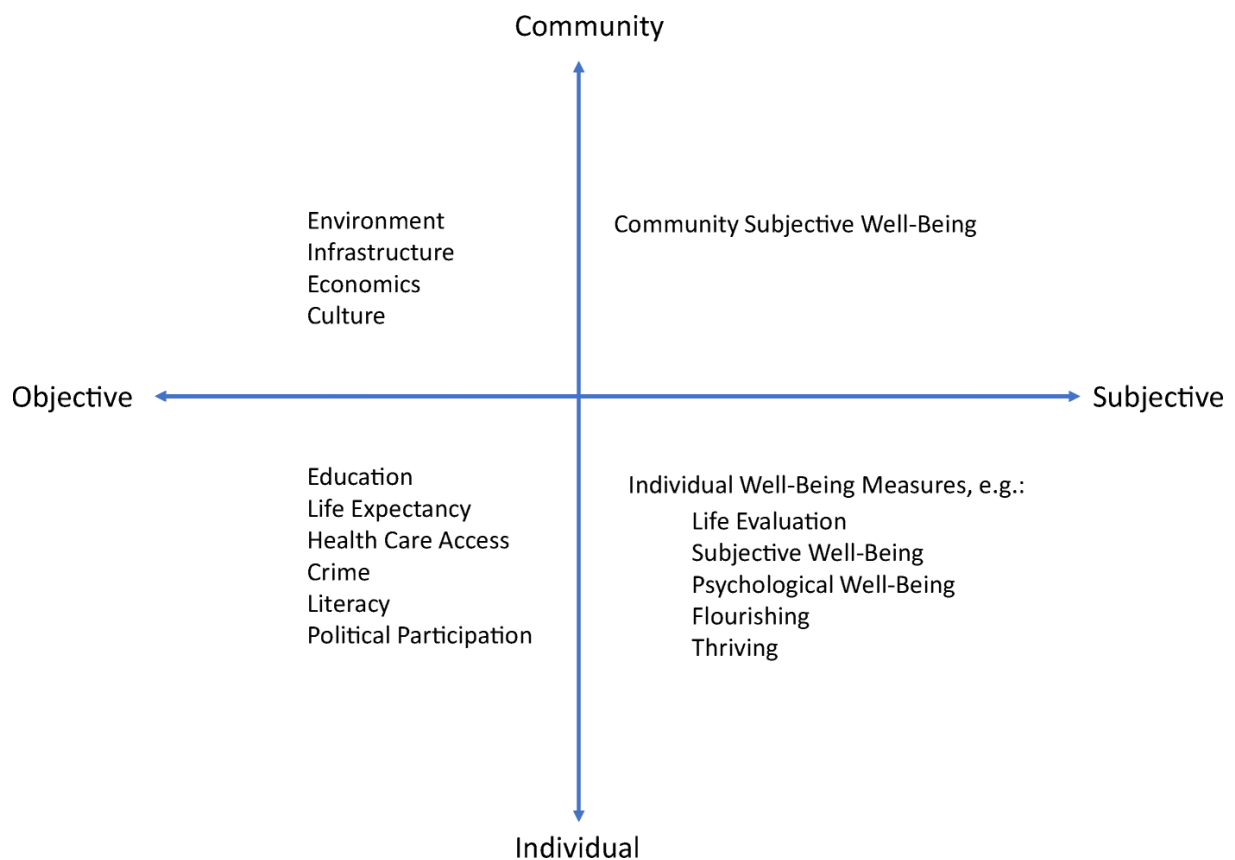 Community
Environment
Infrastructure
Economics
Culture
Community Subjective Well-Being
Objective
Subjective
Education
Life Expectancy
Health Care Access
Crime
Literacy
Political Participation
Individual Well-Being Measures, e.g.:
Life Evaluation
Subjective Well-Being
Psychological Well-Being
Flourishing
Thriving
Individual